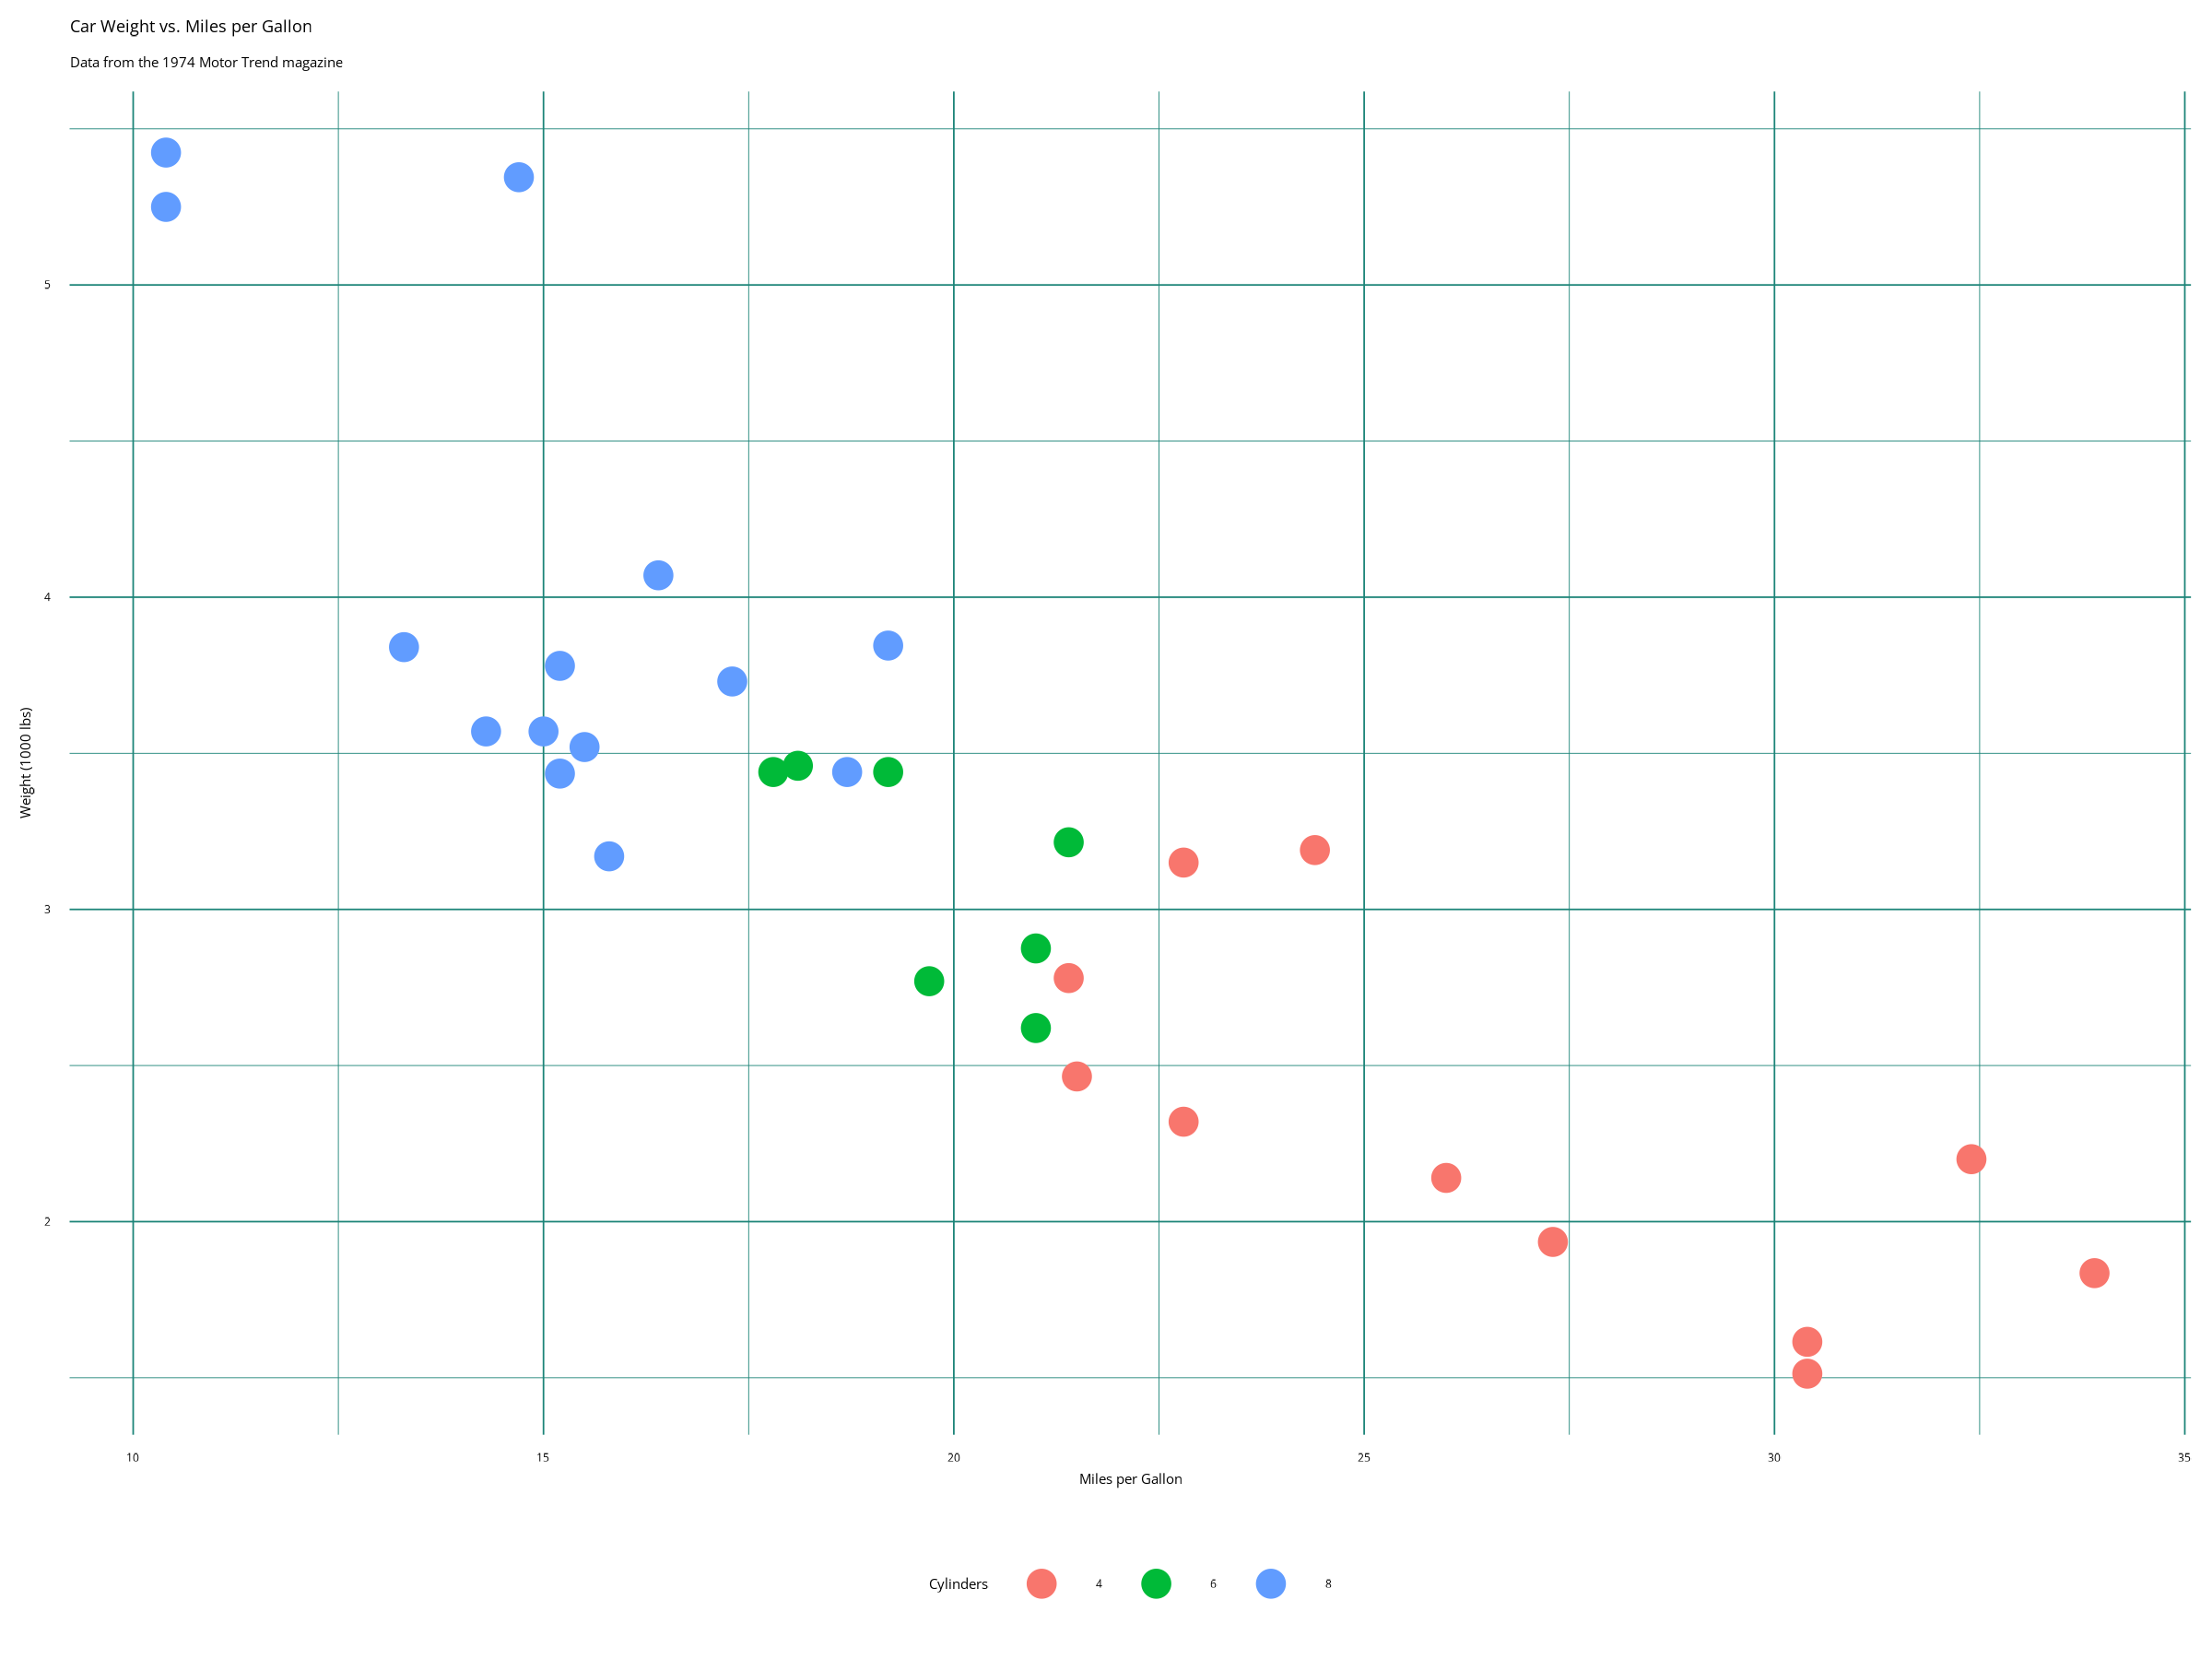 Car Weight vs. Miles per Gallon
Data from the 1974 Motor Trend magazine
5
4
3
2
Weight (1000 lbs)
10 15 20 25 30 35
Miles per Gallon
Cylinders 4 6 8